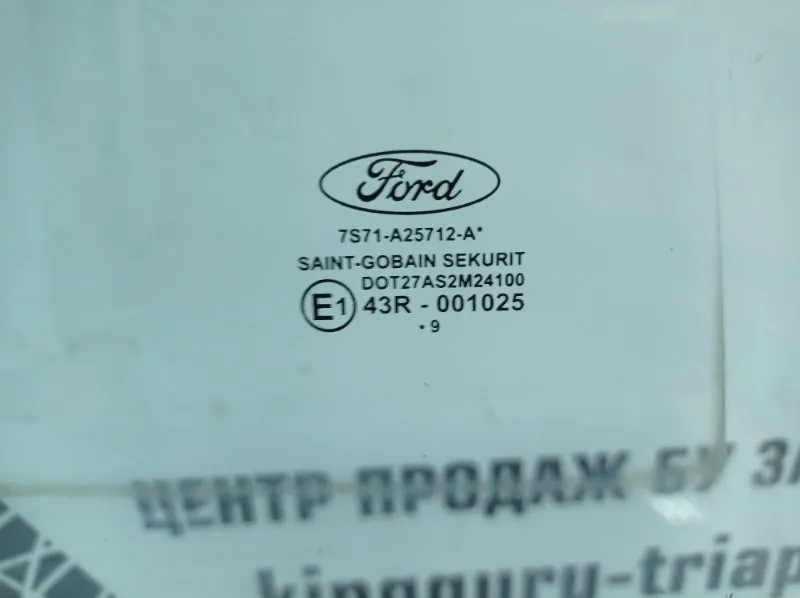 Ford
7S71-A25712-A*
SAINT-GOBAIN SEKURIT
DOT27AS2M24100
E1 43R - 001025
• 9
ЦЕНТР ПРОДАЖ БУ